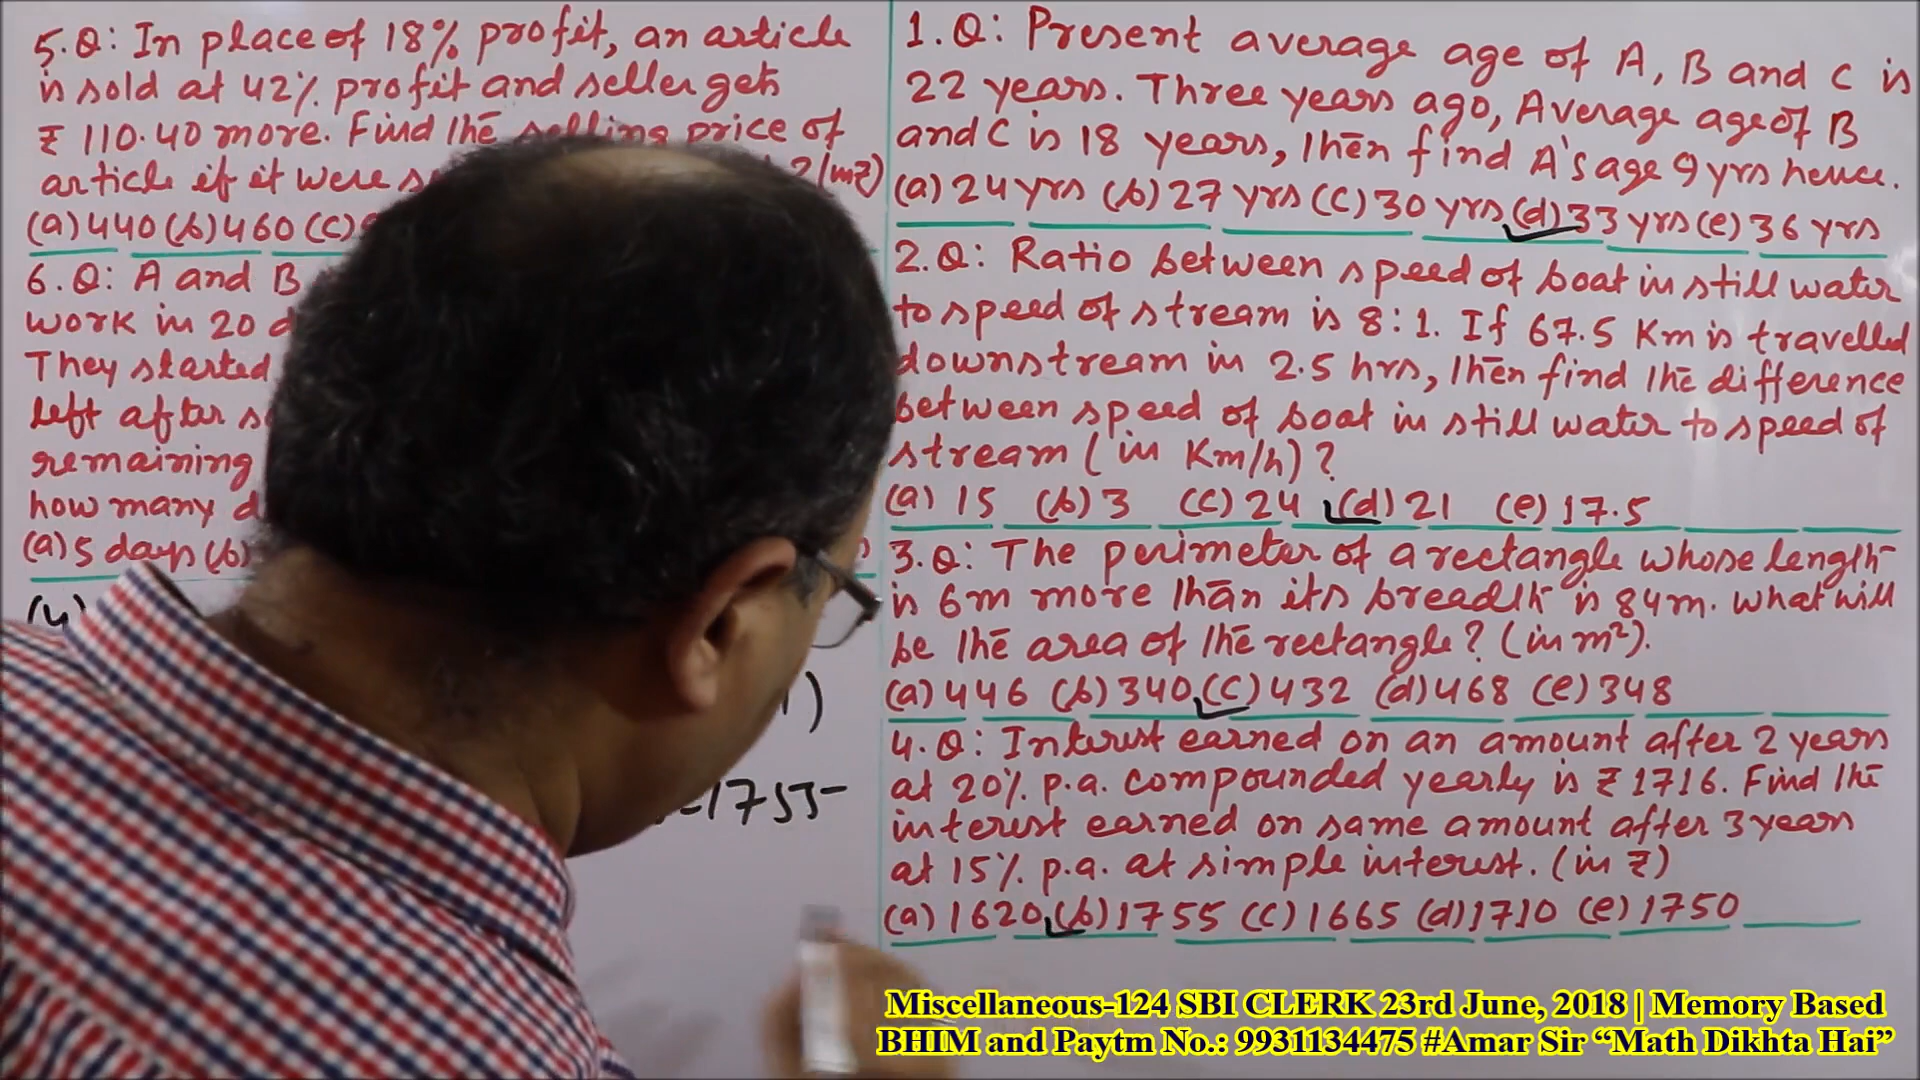 5.Q: In place of 18% profit, an article
is sold at 42% profit and seller gets
₹ 110.40 more. Find the selling price of
article if it were
?(in₹)
(a)440(b)460(c)
6.Q: A and B
work in 20
They started
left after
remaining
how many
(a)5 days(b)
(4)
-1755-
1.Q: Present average age of A, B and C is
22 years. Three years ago, Average age of B
and C is 18 years, then find A's age 9 yrs hence.
(a)24 yrs (b)27 yrs (c)30 yrs (d)33 yrs (e)36 yrs
2.Q: Ratio between speed of boat in still water
to speed of stream is 8:1. If 67.5 Km is travelled
downstream in 2.5 hrs, then find the difference
between speed of boat in still water to speed of
stream (in Km/h)?
(a) 15 (b)3 (c)24 (d)21 (e)17.5
3.Q: The perimeter of a rectangle whose length
is 6m more than its breadth is 84m. What will
be the area of the rectangle? (in m²).
(a)446 (b)340 (c)432 (d)468 (e)348
4.Q: Interest earned on an amount after 2 years
at 20% p.a. compounded yearly is ₹1716. Find the
interest earned on same amount after 3 years
at 15% p.a. at simple interest. (in ₹)
(a)1620 (b)1755 (c)1665 (d)1710 (e)1750
Miscellaneous-124 SBI CLERK 23rd June, 2018 | Memory Based
BHIM and Paytm No.: 9931134475 #Amar Sir “Math Dikhta Hai”